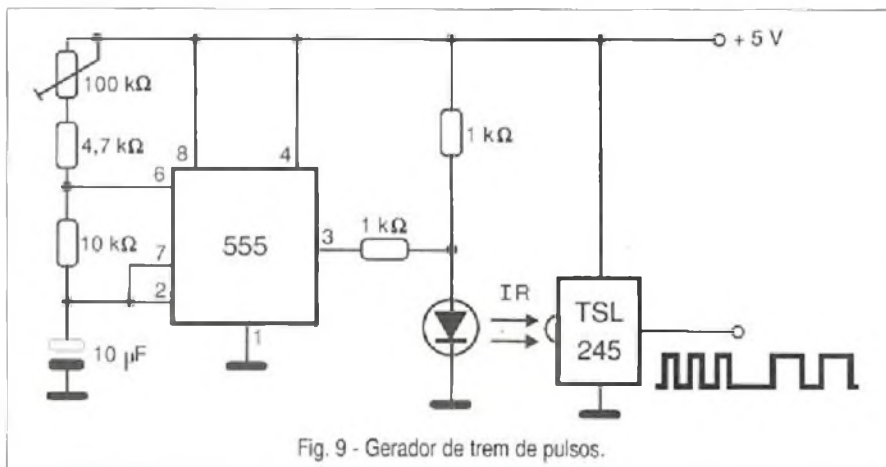 + 5 V
100 kΩ
4,7 kΩ
8
4
1 kΩ
6
10 kΩ
7
555
3
1 kΩ
2
IR
TSL
245
1
10 µF
Fig. 9 - Gerador de trem de pulsos.